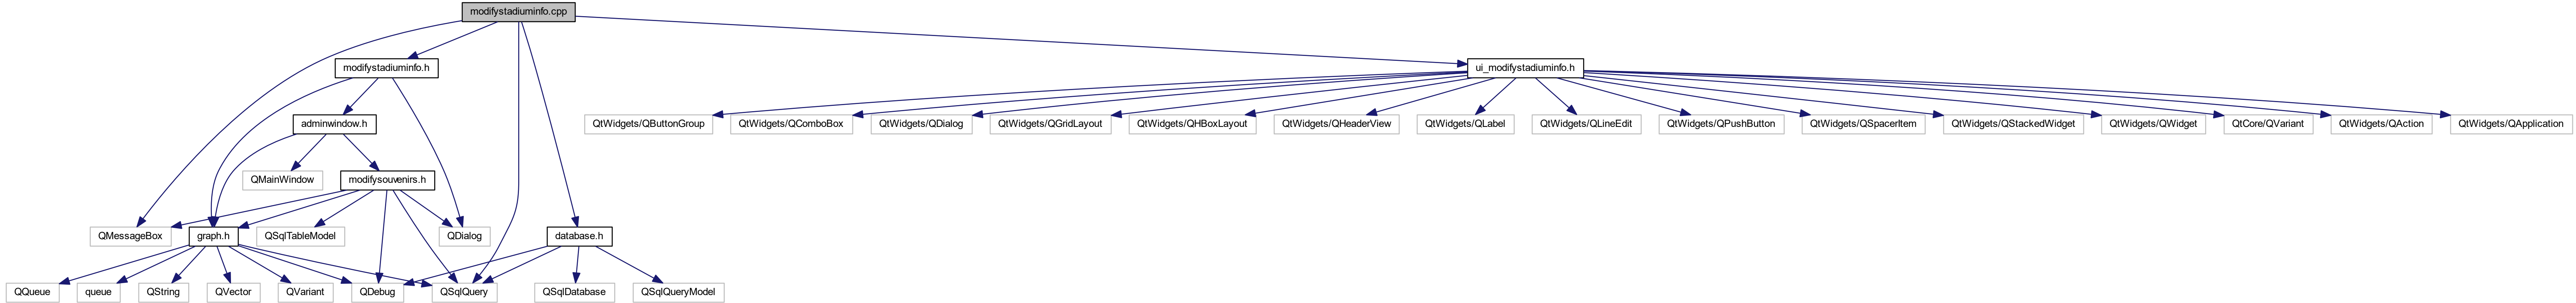 modifystadiuminfo.cpp
modifystadiuminfo.h
ui_modifystadiuminfo.h
adminwindow.h
QtWidgets/QButtonGroup
QtWidgets/QComboBox
QtWidgets/QDialog
QtWidgets/QGridLayout
QtWidgets/QHBoxLayout
QtWidgets/QHeaderView
QtWidgets/QLabel
QtWidgets/QLineEdit
QtWidgets/QPushButton
QtWidgets/QSpacerItem
QtWidgets/QStackedWidget
QtWidgets/QWidget
QtCore/QVariant
QtWidgets/QAction
QtWidgets/QApplication
QMainWindow
modifysouvenirs.h
QMessageBox
graph.h
QSqlTableModel
QDialog
database.h
QQueue
queue
QString
QVector
QVariant
QDebug
QSqlQuery
QSqlDatabase
QSqlQueryModel